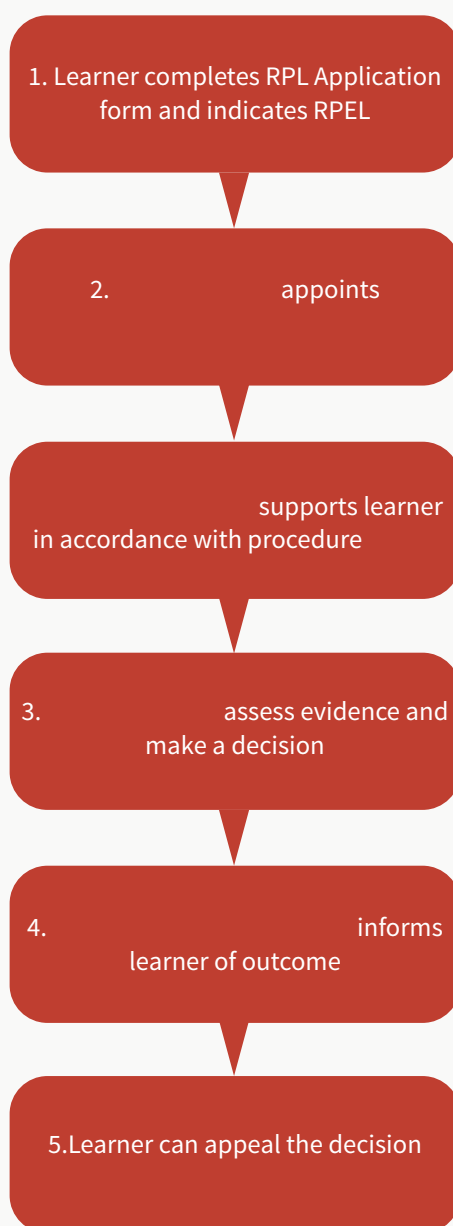 1. Learner completes RPL Application
form and indicates RPEL
2. appoints
supports learner
in accordance with procedure
3. assess evidence and
make a decision
4. informs
learner of outcome
5.Learner can appeal the decision